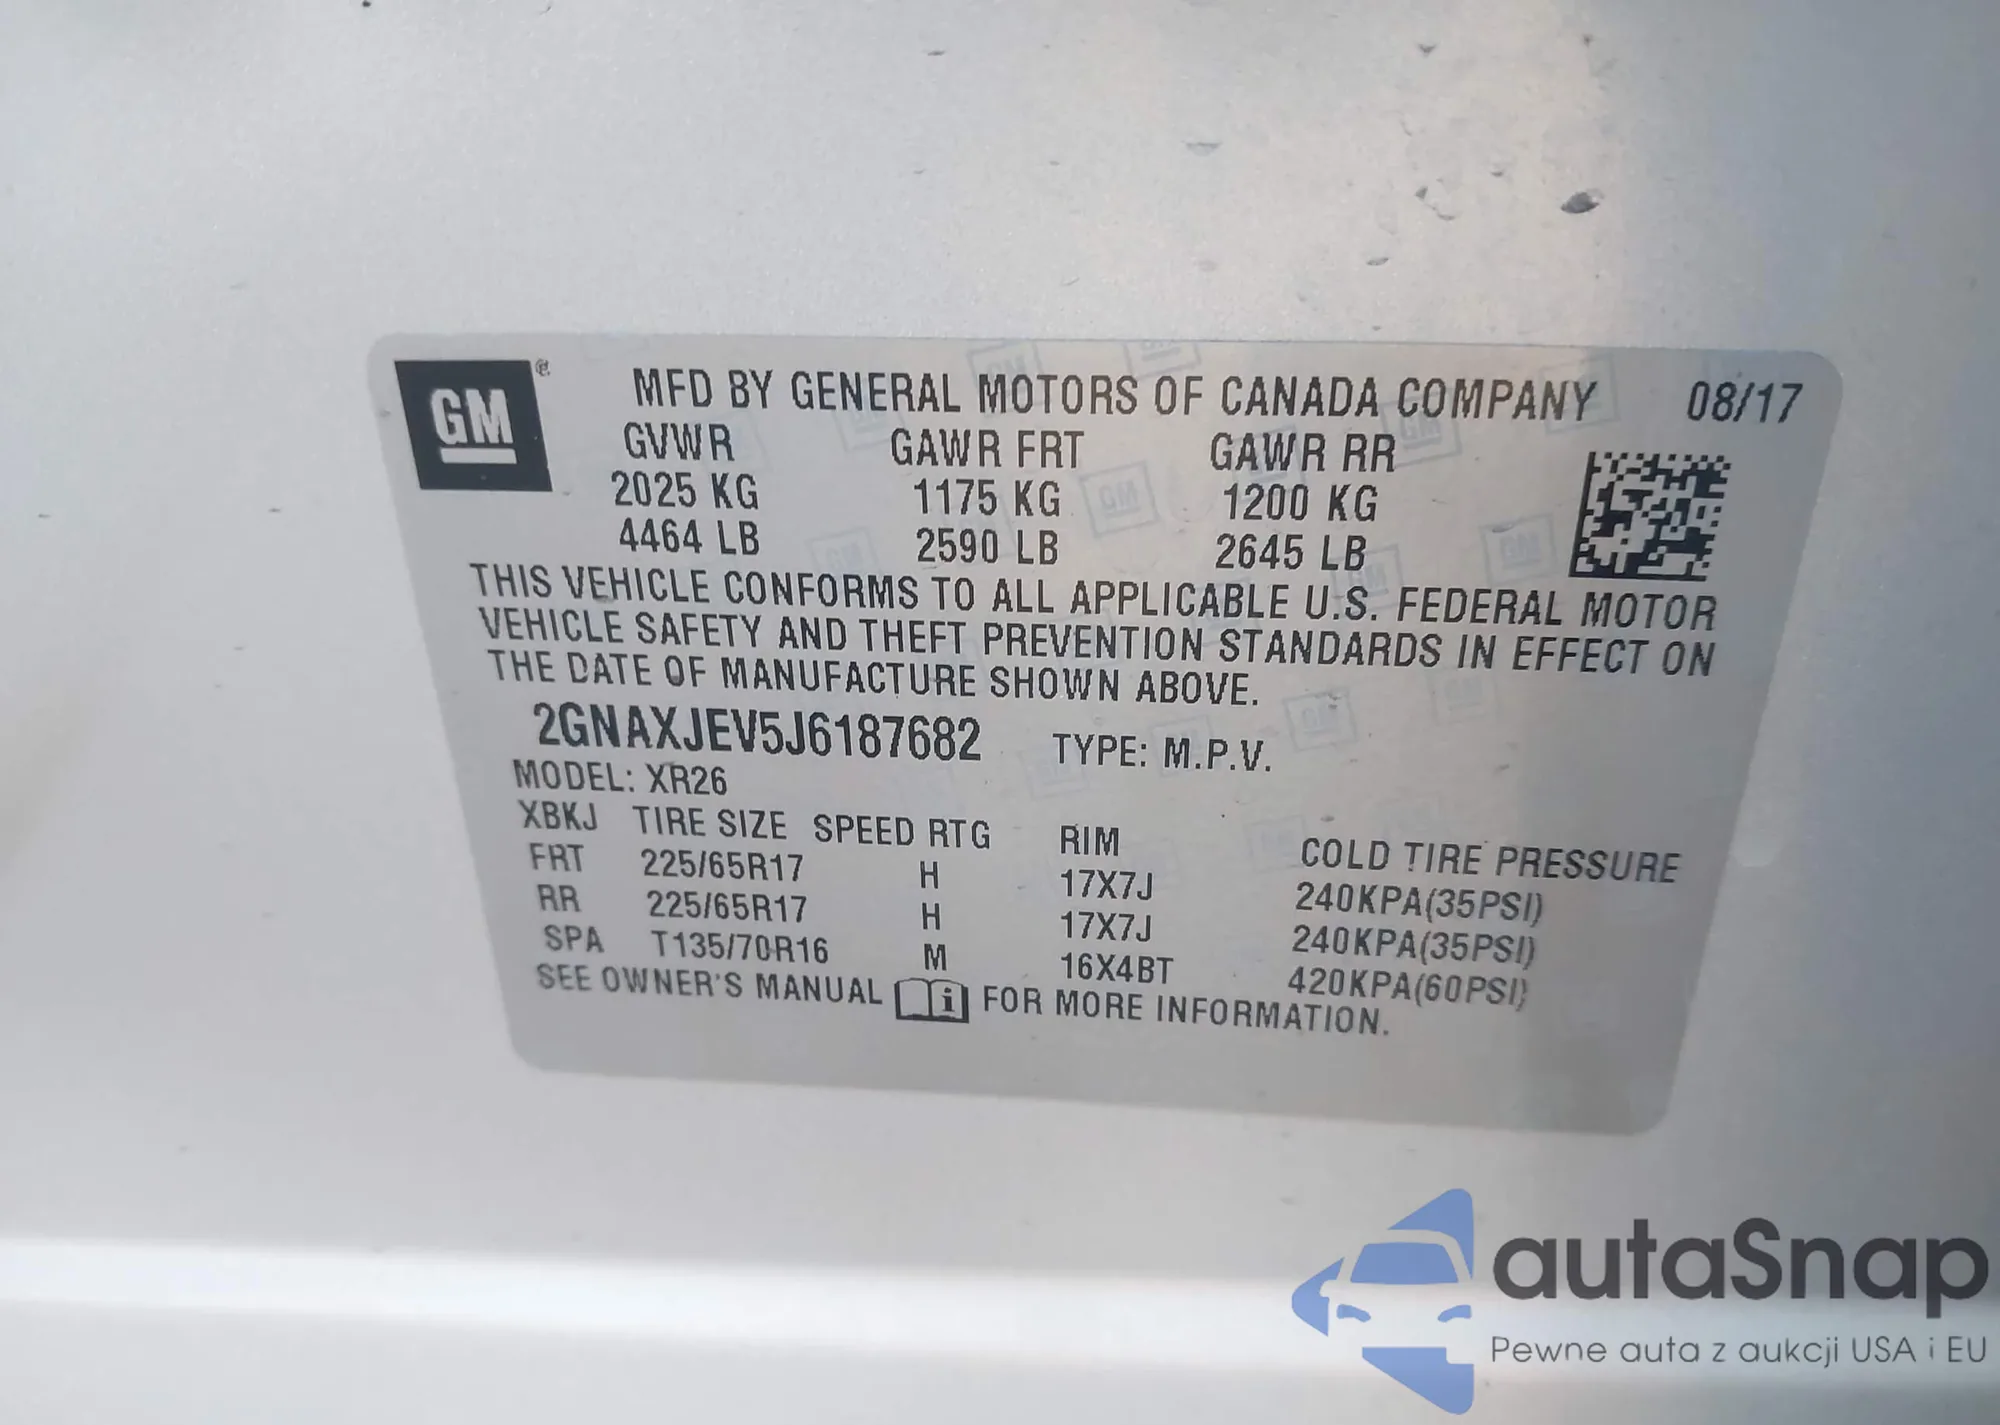 GM ®
MFD BY GENERAL MOTORS OF CANADA COMPANY 08/17
GVWR GAWR FRT GAWR RR
2025 KG 1175 KG 1200 KG
4464 LB 2590 LB 2645 LB
THIS VEHICLE CONFORMS TO ALL APPLICABLE U.S. FEDERAL MOTOR
VEHICLE SAFETY AND THEFT PREVENTION STANDARDS IN EFFECT ON
THE DATE OF MANUFACTURE SHOWN ABOVE.
2GNAXJEV5J6187682 TYPE: M.P.V.
MODEL: XR26
XBKJ TIRE SIZE SPEED RTG RIM COLD TIRE PRESSURE
FRT 225/65R17 H 17X7J 240KPA(35PSI)
RR 225/65R17 H 17X7J 240KPA(35PSI)
SPA T135/70R16 M 16X4BT 420KPA(60PSI)
SEE OWNER'S MANUAL i FOR MORE INFORMATION.
autaSnap
Pewne auta z aukcji USA i EU